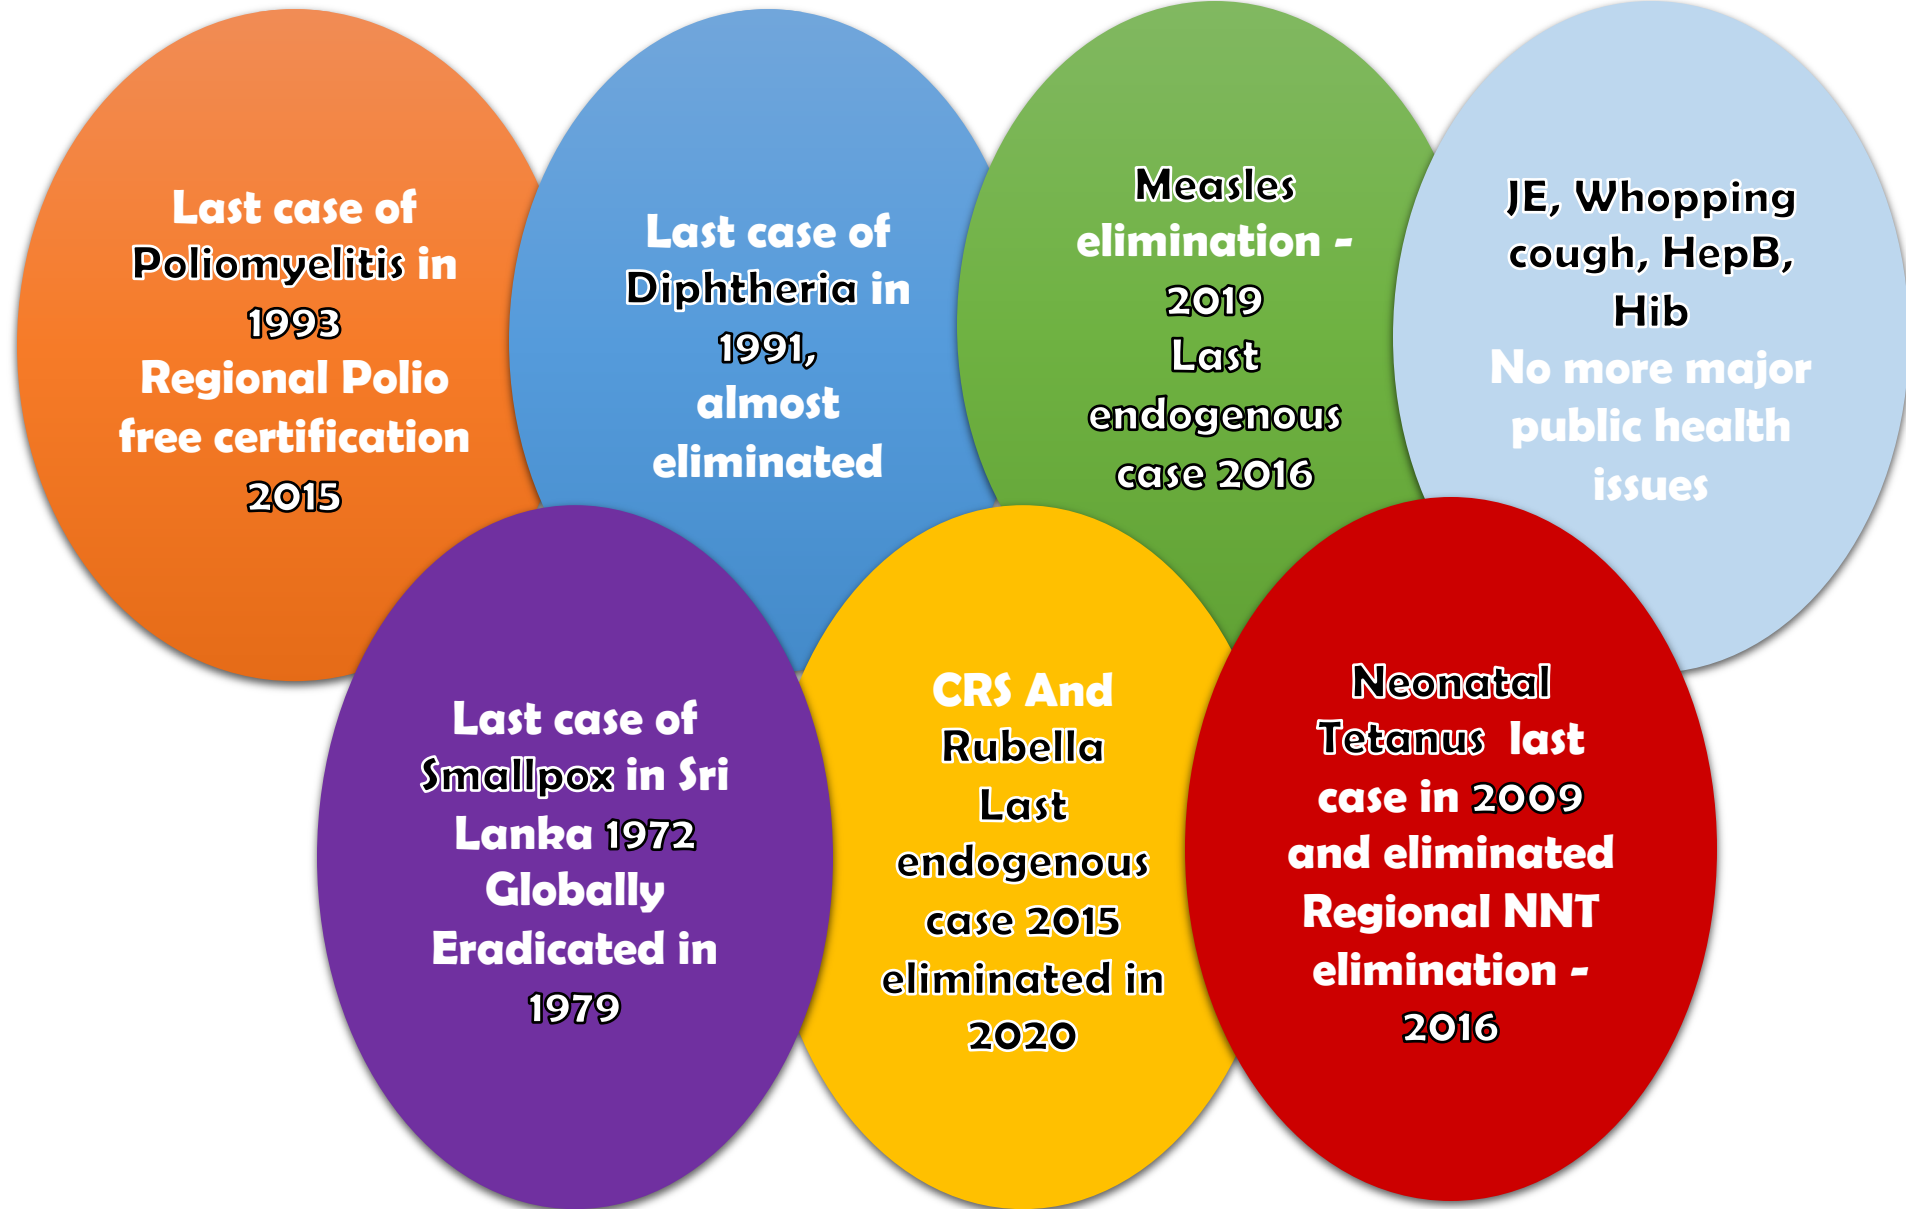 Last case of
Poliomyelitis in
1993
Regional Polio
free certification
2015
Last case of
Diphtheria in
1991,
almost
eliminated
Measles
elimination -
2019
Last
endogenous
case 2016
JE, Whopping
cough, HepB,
Hib
No more major
public health
issues
Last case of
Smallpox in Sri
Lanka 1972
Globally
Eradicated in
1979
CRS And
Rubella
Last
endogenous
case 2015
eliminated in
2020
Neonatal
Tetanus last
case in 2009
and eliminated
Regional NNT
elimination -
2016